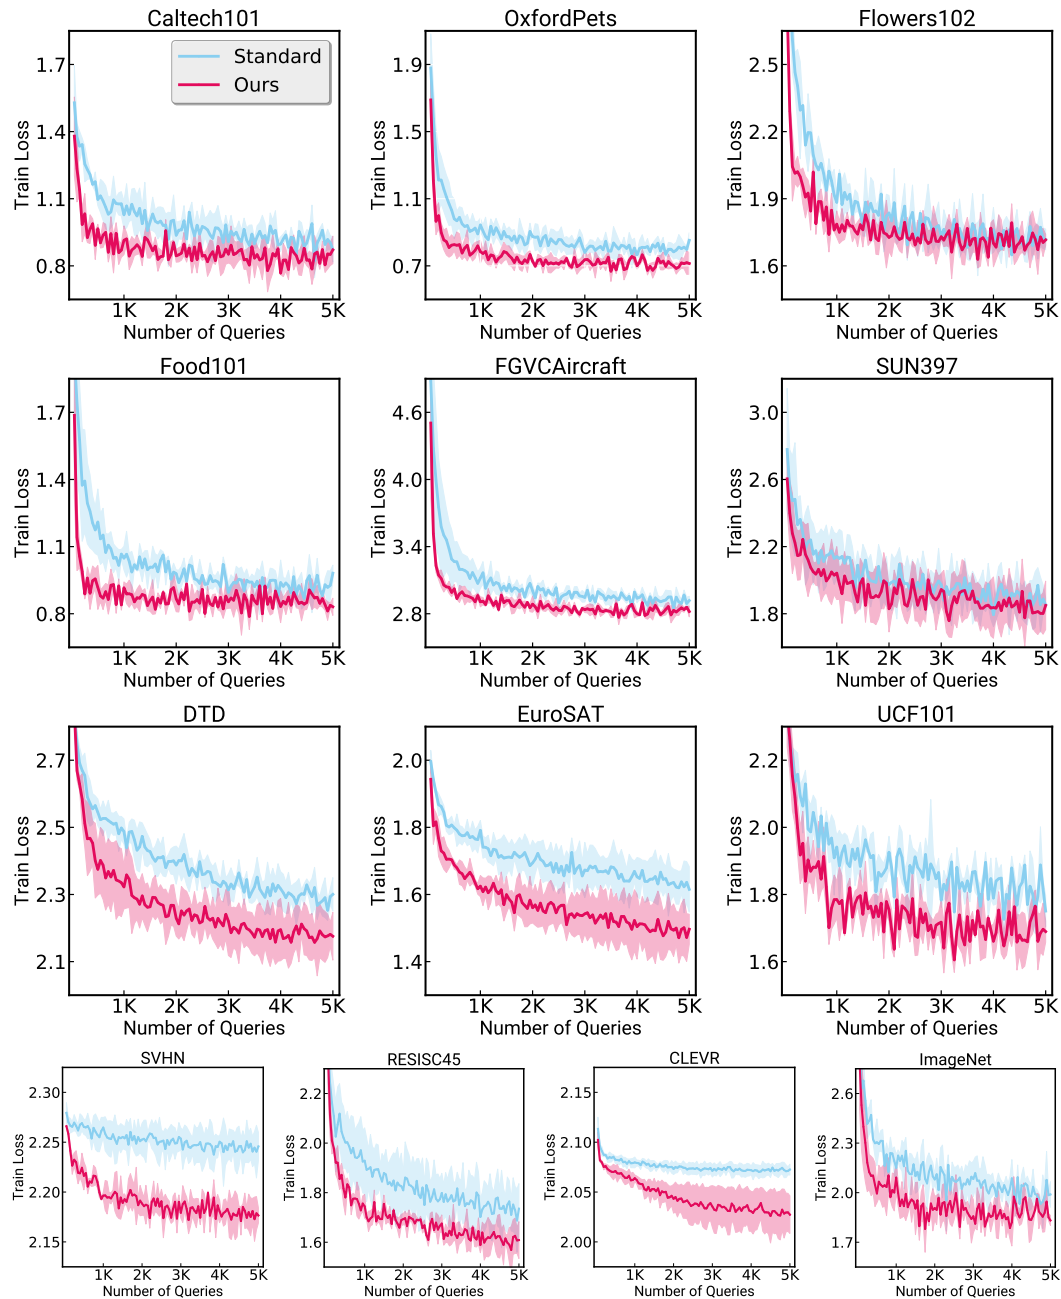 Caltech101 OxfordPets Flowers102
Standard
Ours
Train Loss Train Loss Train Loss
1.7 1.9 2.5
1.4 1.5 2.2
1.1 1.1 1.9
0.8 0.7 1.6
1K 2K 3K 4K 5K 1K 2K 3K 4K 5K 1K 2K 3K 4K 5K
Number of Queries Number of Queries Number of Queries
Food101 FGVCAircraft SUN397
Train Loss Train Loss Train Loss
1.7 4.6 3.0
1.4 4.0 2.6
1.1 3.4 2.2
0.8 2.8 1.8
1K 2K 3K 4K 5K 1K 2K 3K 4K 5K 1K 2K 3K 4K 5K
Number of Queries Number of Queries Number of Queries
DTD EuroSAT UCF101
Train Loss Train Loss Train Loss
2.7 2.0 2.2
2.5 1.8 2.0
2.3 1.6 1.8
2.1 1.4 1.6
1K 2K 3K 4K 5K 1K 2K 3K 4K 5K 1K 2K 3K 4K 5K
Number of Queries Number of Queries Number of Queries
SVHN RESISC45 CLEVR ImageNet
Train Loss Train Loss Train Loss Train Loss
2.30 2.2 2.15 2.6
2.25 2.0 2.10 2.3
2.20 1.8 2.05 2.0
2.15 1.6 2.00 1.7
1K 2K 3K 4K 5K 1K 2K 3K 4K 5K 1K 2K 3K 4K 5K 1K 2K 3K 4K 5K
Number of Queries Number of Queries Number of Queries Number of Queries